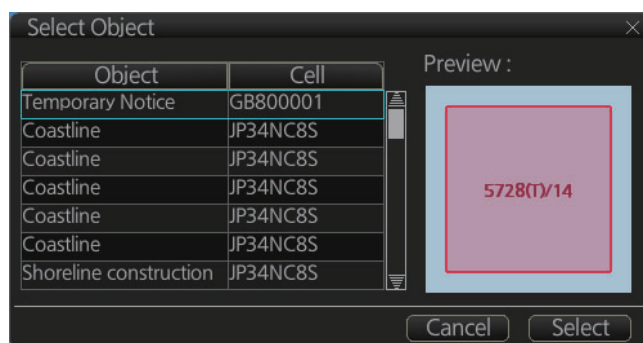 Select Object
Object Cell
Temporary Notice GB800001
Coastline JP34NC8S
Coastline JP34NC8S
Coastline JP34NC8S
Coastline JP34NC8S
Coastline JP34NC8S
Shoreline construction JP34NC8S
Preview :
5728(T)/14
Cancel Select